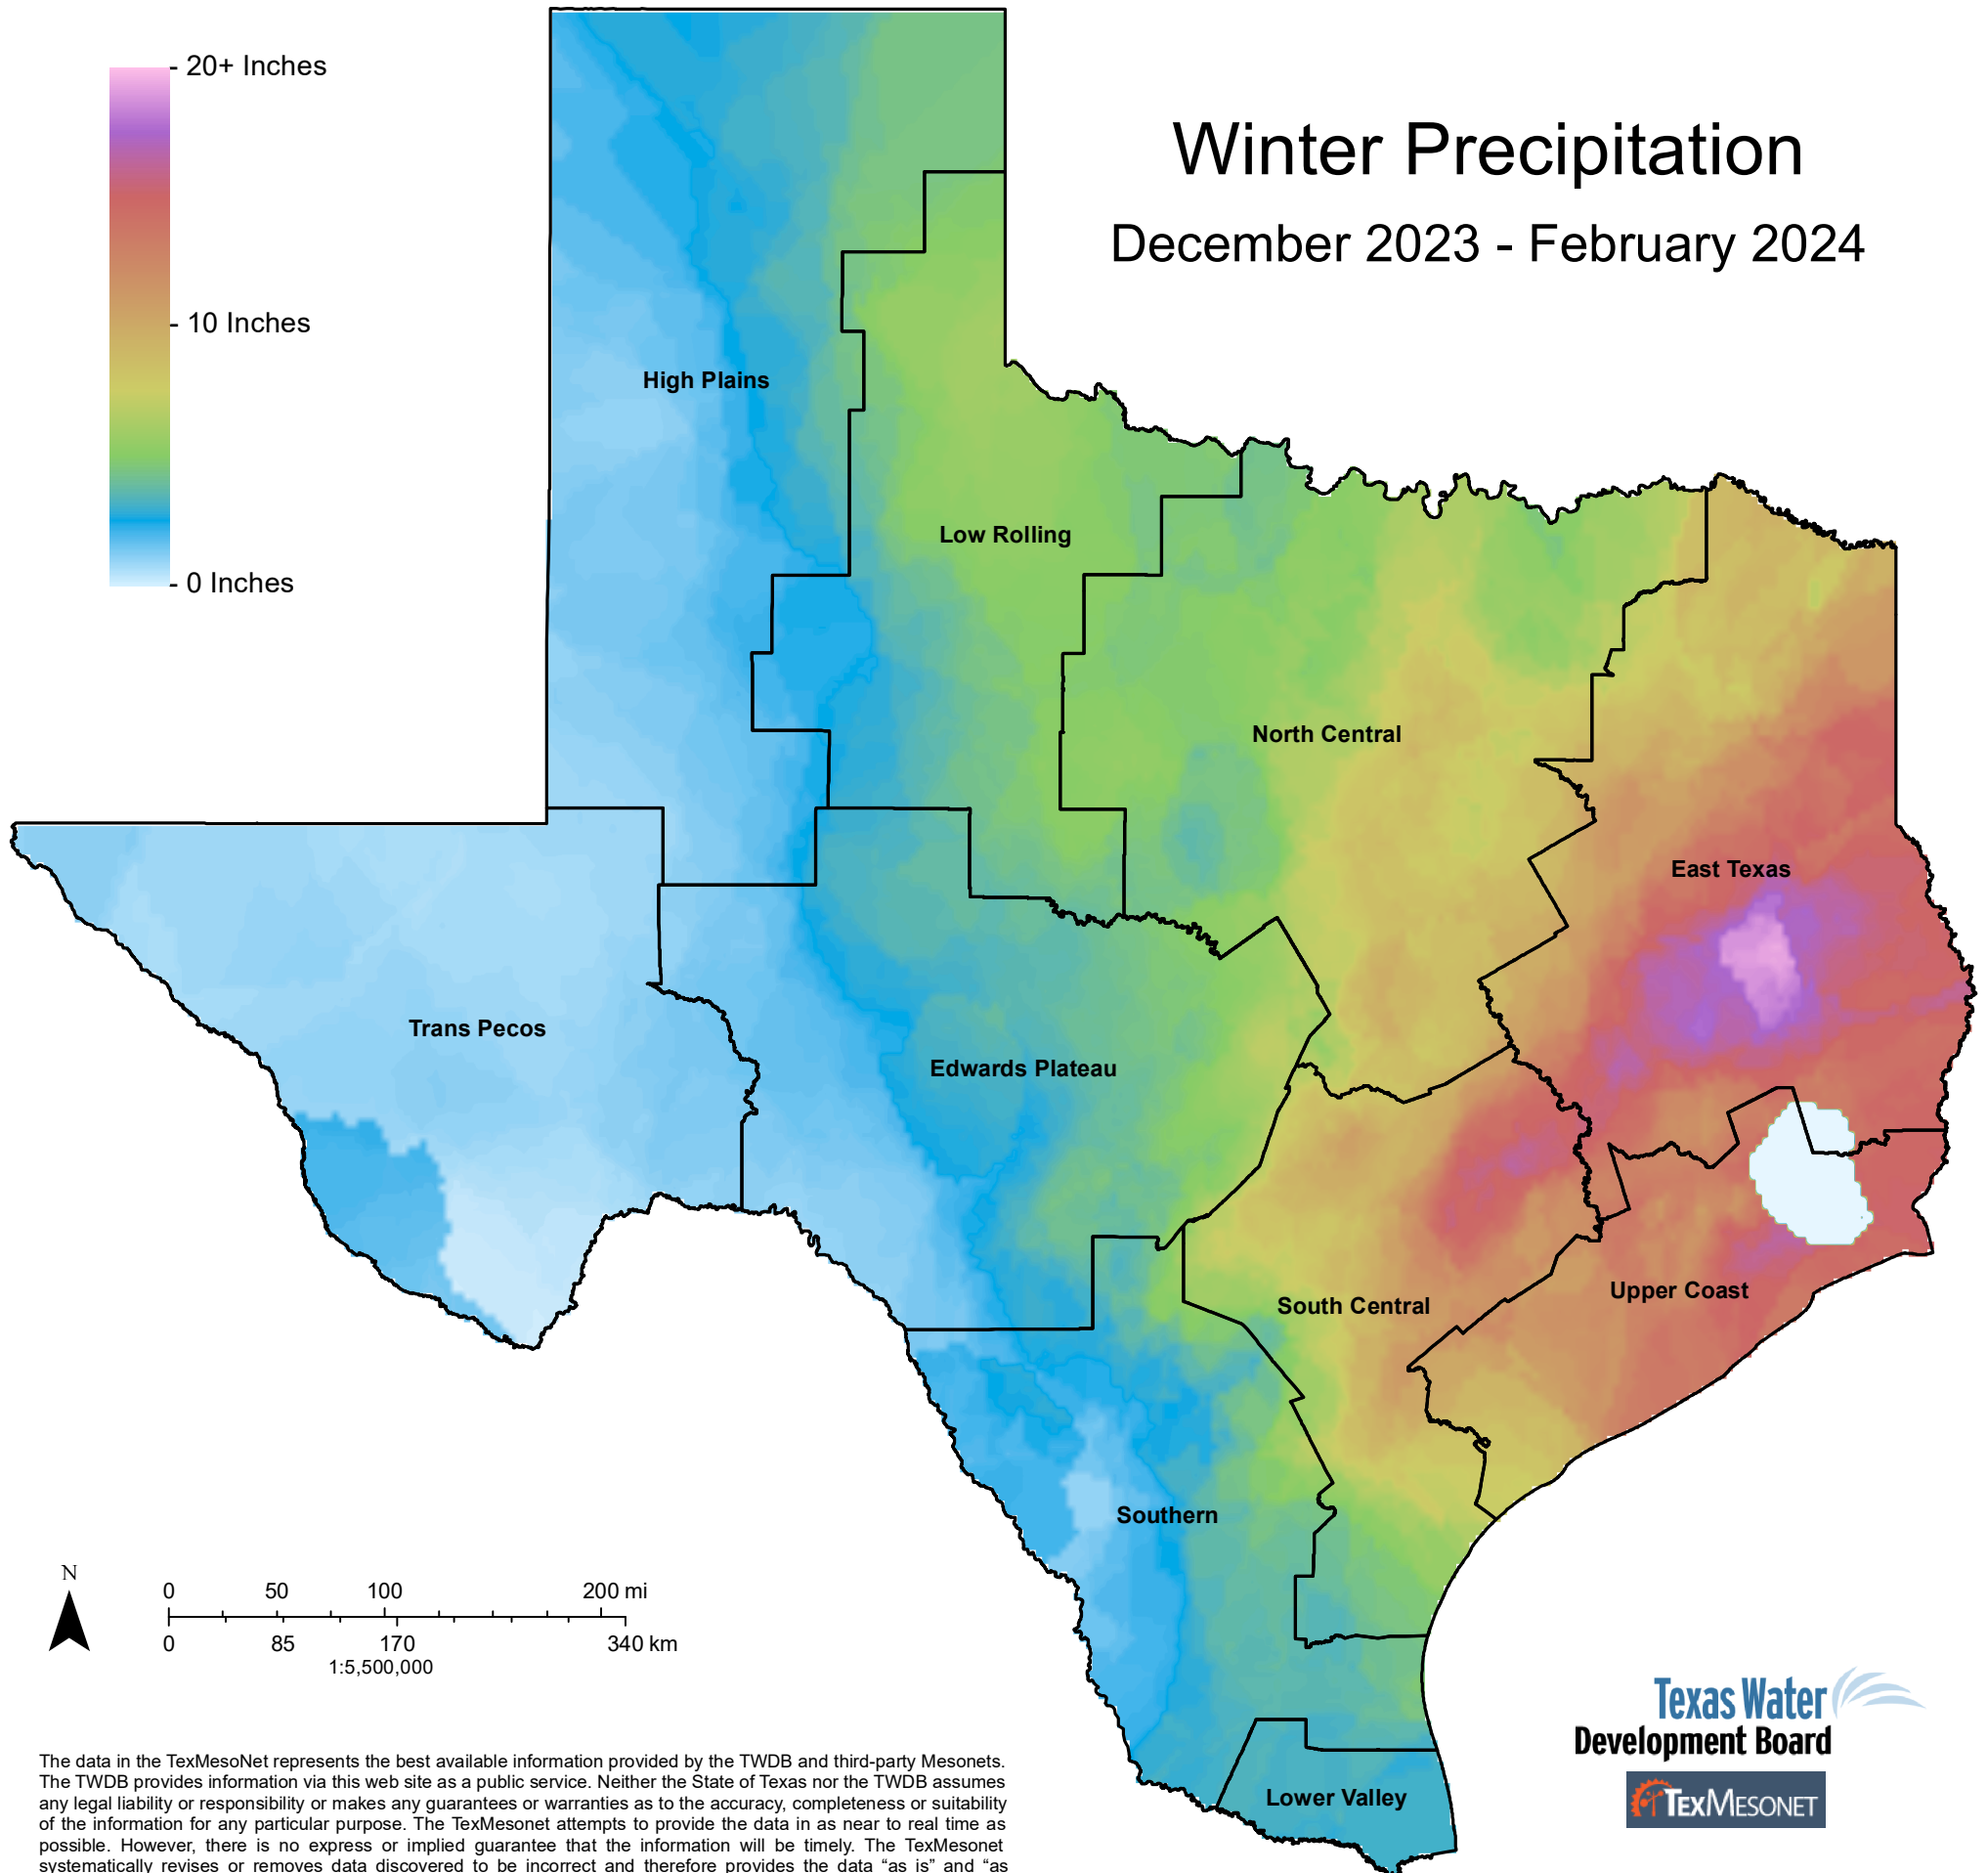 20+ Inches
10 Inches
0 Inches
Winter Precipitation
December 2023 - February 2024
High Plains
Low Rolling
North Central
East Texas
Trans Pecos
Edwards Plateau
South Central
Upper Coast
Southern
Lower Valley
N
0 50 100 200 mi
0 85 170 340 km
1:5,500,000
Texas Water
Development Board
TEXMESONET
The data in the TexMesoNet represents the best available information provided by the TWDB and third-party Mesonets.
The TWDB provides information via this web site as a public service. Neither the State of Texas nor the TWDB assumes
any legal liability or responsibility or makes any guarantees or warranties as to the accuracy, completeness or suitability
of the information for any particular purpose. The TexMesonet attempts to provide the data in as near to real time as
possible. However, there is no express or implied guarantee that the information will be timely. The TexMesonet
systematically revises or removes data discovered to be incorrect and therefore provides the data “as is” and “as